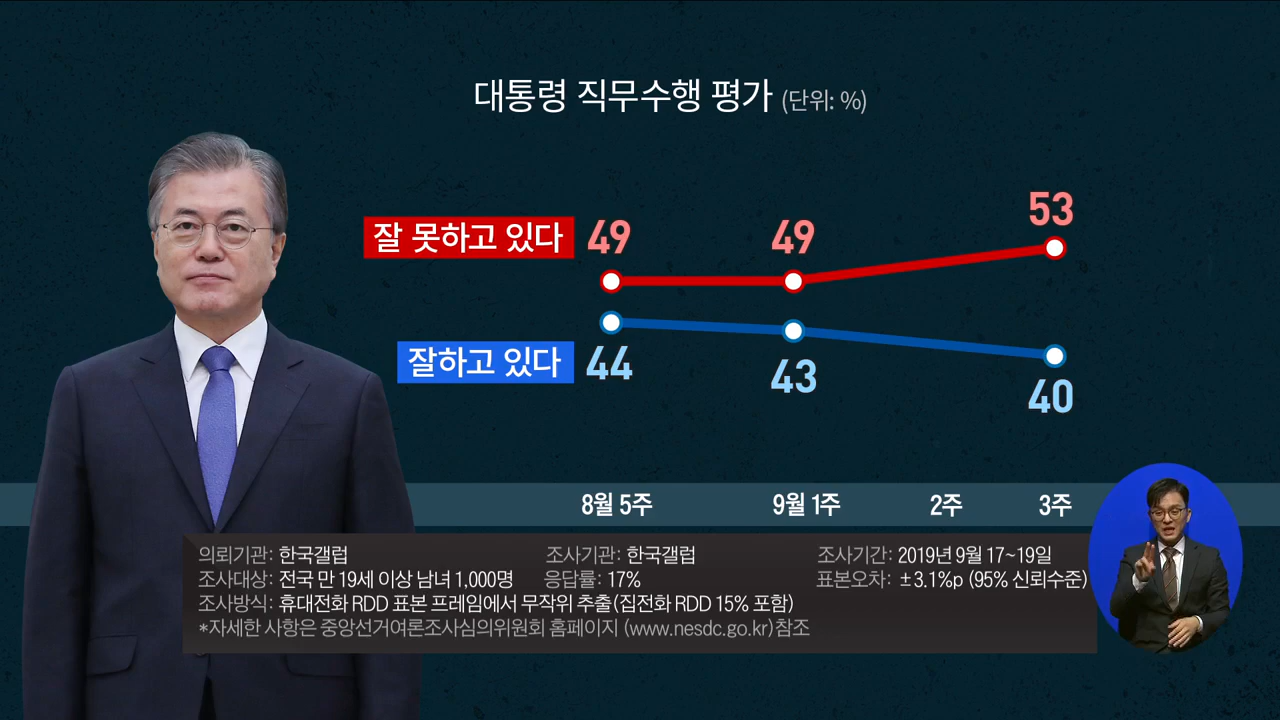 대통령 직무수행 평가 (단위: %)
잘 못하고 있다 49 49 53
잘하고 있다 44 43 40
8월 5주 9월 1주 2주 3주
의뢰기관: 한국갤럽 조사기관: 한국갤럽 조사기간: 2019년 9월 17~19일
조사대상: 전국 만 19세 이상 남녀 1,000명 응답률: 17% 표본오차: ±3.1%p (95% 신뢰수준)
조사방식: 휴대전화 RDD 표본 프레임에서 무작위 추출(집전화 RDD 15% 포함)
*자세한 사항은 중앙선거여론조사심의위원회 홈페이지 (www.nesdc.go.kr)참조